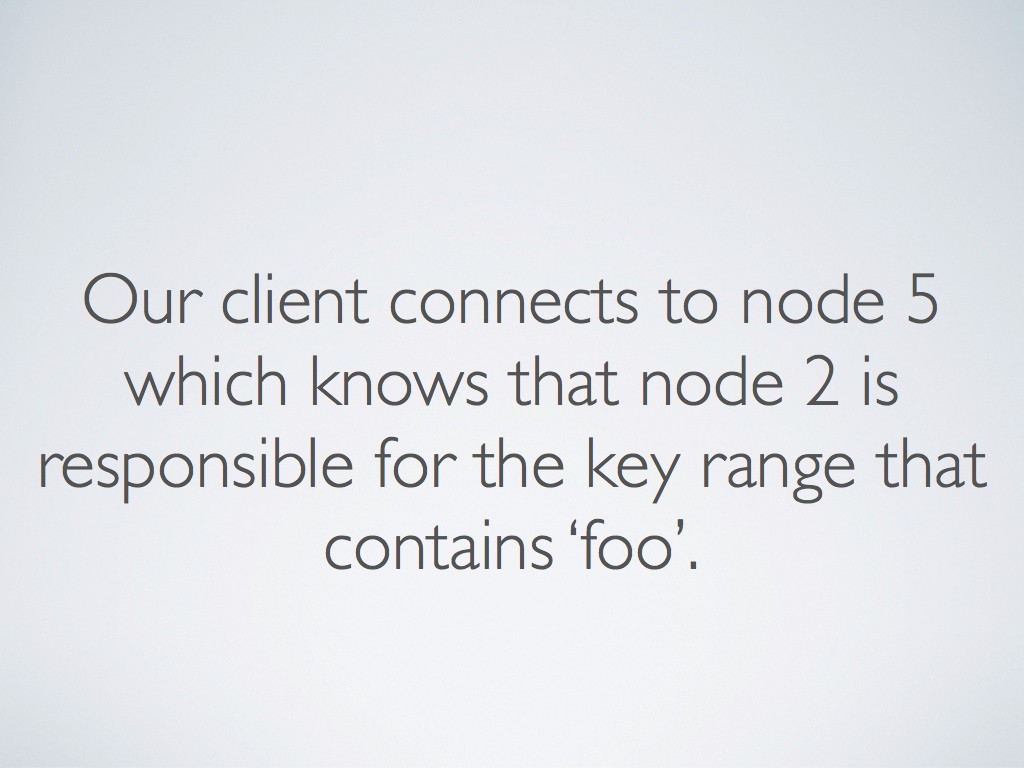 Our client connects to node 5
which knows that node 2 is
responsible for the key range that
contains ‘foo’.